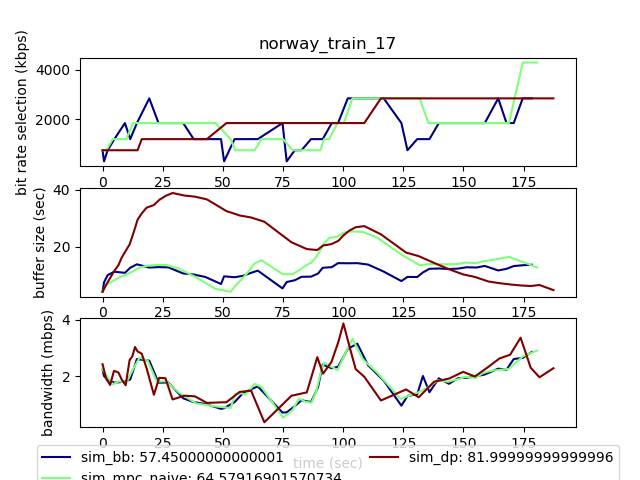 norway_train_17
bit rate selection (kbps)
4000
2000
0 25 50 75 100 125 150 175
buffer size (sec)
40
20
0 25 50 75 100 125 150 175
bandwidth (mbps)
4
2
0 25 50 75 100 125 150 175
time (sec)
sim_bb: 57.45000000000001
sim_dp: 81.99999999999996
sim_mpc_naive: 64.57916901570734